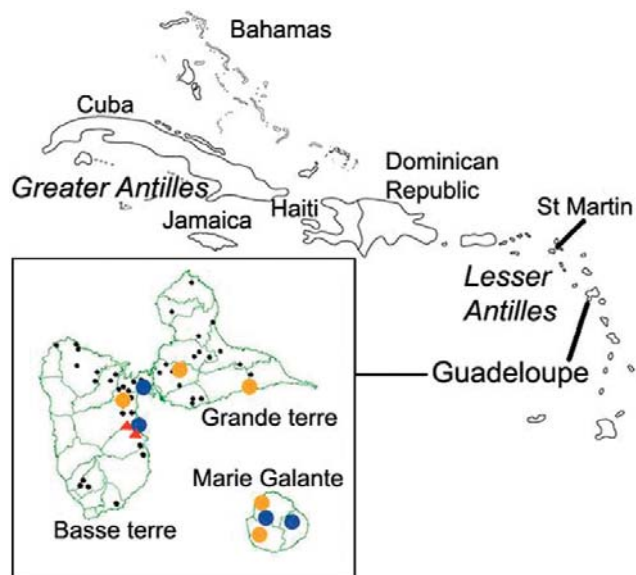 Bahamas
Cuba
Dominican
Republic
Greater Antilles
Haiti
Jamaica
St Martin
Lesser
Antilles
Guadeloupe
Grande terre
Marie Galante
Basse terre